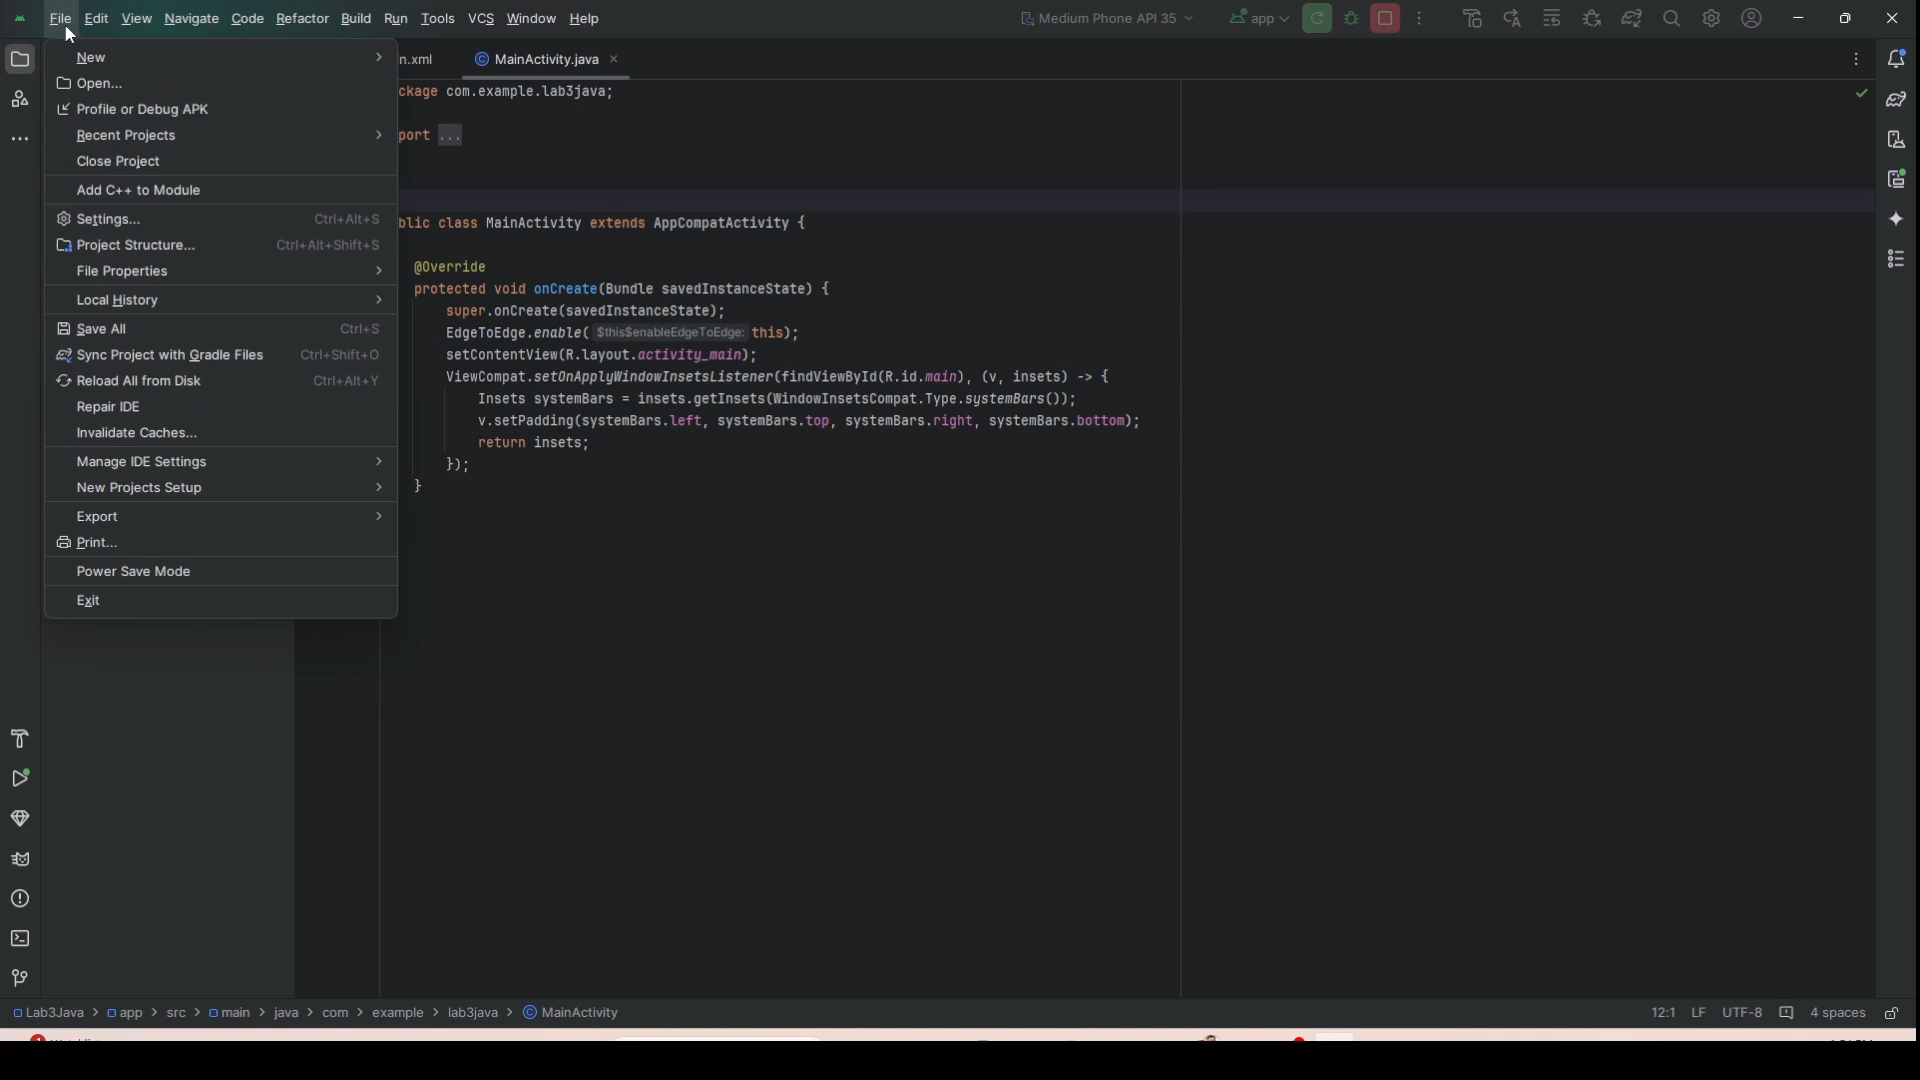 File Edit View Navigate Code Refactor Build Run Tools VCS Window Help
Medium Phone API 35
app
New
Open...
Profile or Debug APK
Recent Projects
Close Project
Add C++ to Module
Settings... Ctrl+Alt+S
Project Structure... Ctrl+Alt+Shift+S
File Properties
Local History
Save All Ctrl+S
Sync Project with Gradle Files Ctrl+Shift+O
Reload All from Disk Ctrl+Alt+Y
Repair IDE
Invalidate Caches...
Manage IDE Settings
New Projects Setup
Export
Print...
Power Save Mode
Exit
n.xml
MainActivity.java
ckage com.example.lab3java;
port ...
blic class MainActivity extends AppCompatActivity {
@Override
protected void onCreate(Bundle savedInstanceState) {
super.onCreate(savedInstanceState);
EdgeToEdge.enable( $this$enableEdgeToEdge: this);
setContentView(R.layout.activity_main);
ViewCompat.setOnApplyWindowInsetsListener(findViewById(R.id.main), (v, insets) -> {
Insets systemBars = insets.getInsets(WindowInsetsCompat.Type.systemBars());
v.setPadding(systemBars.left, systemBars.top, systemBars.right, systemBars.bottom);
return insets;
});
}
Lab3Java > app > src > main > java > com > example > lab3java > MainActivity
12:1 LF UTF-8 4 spaces